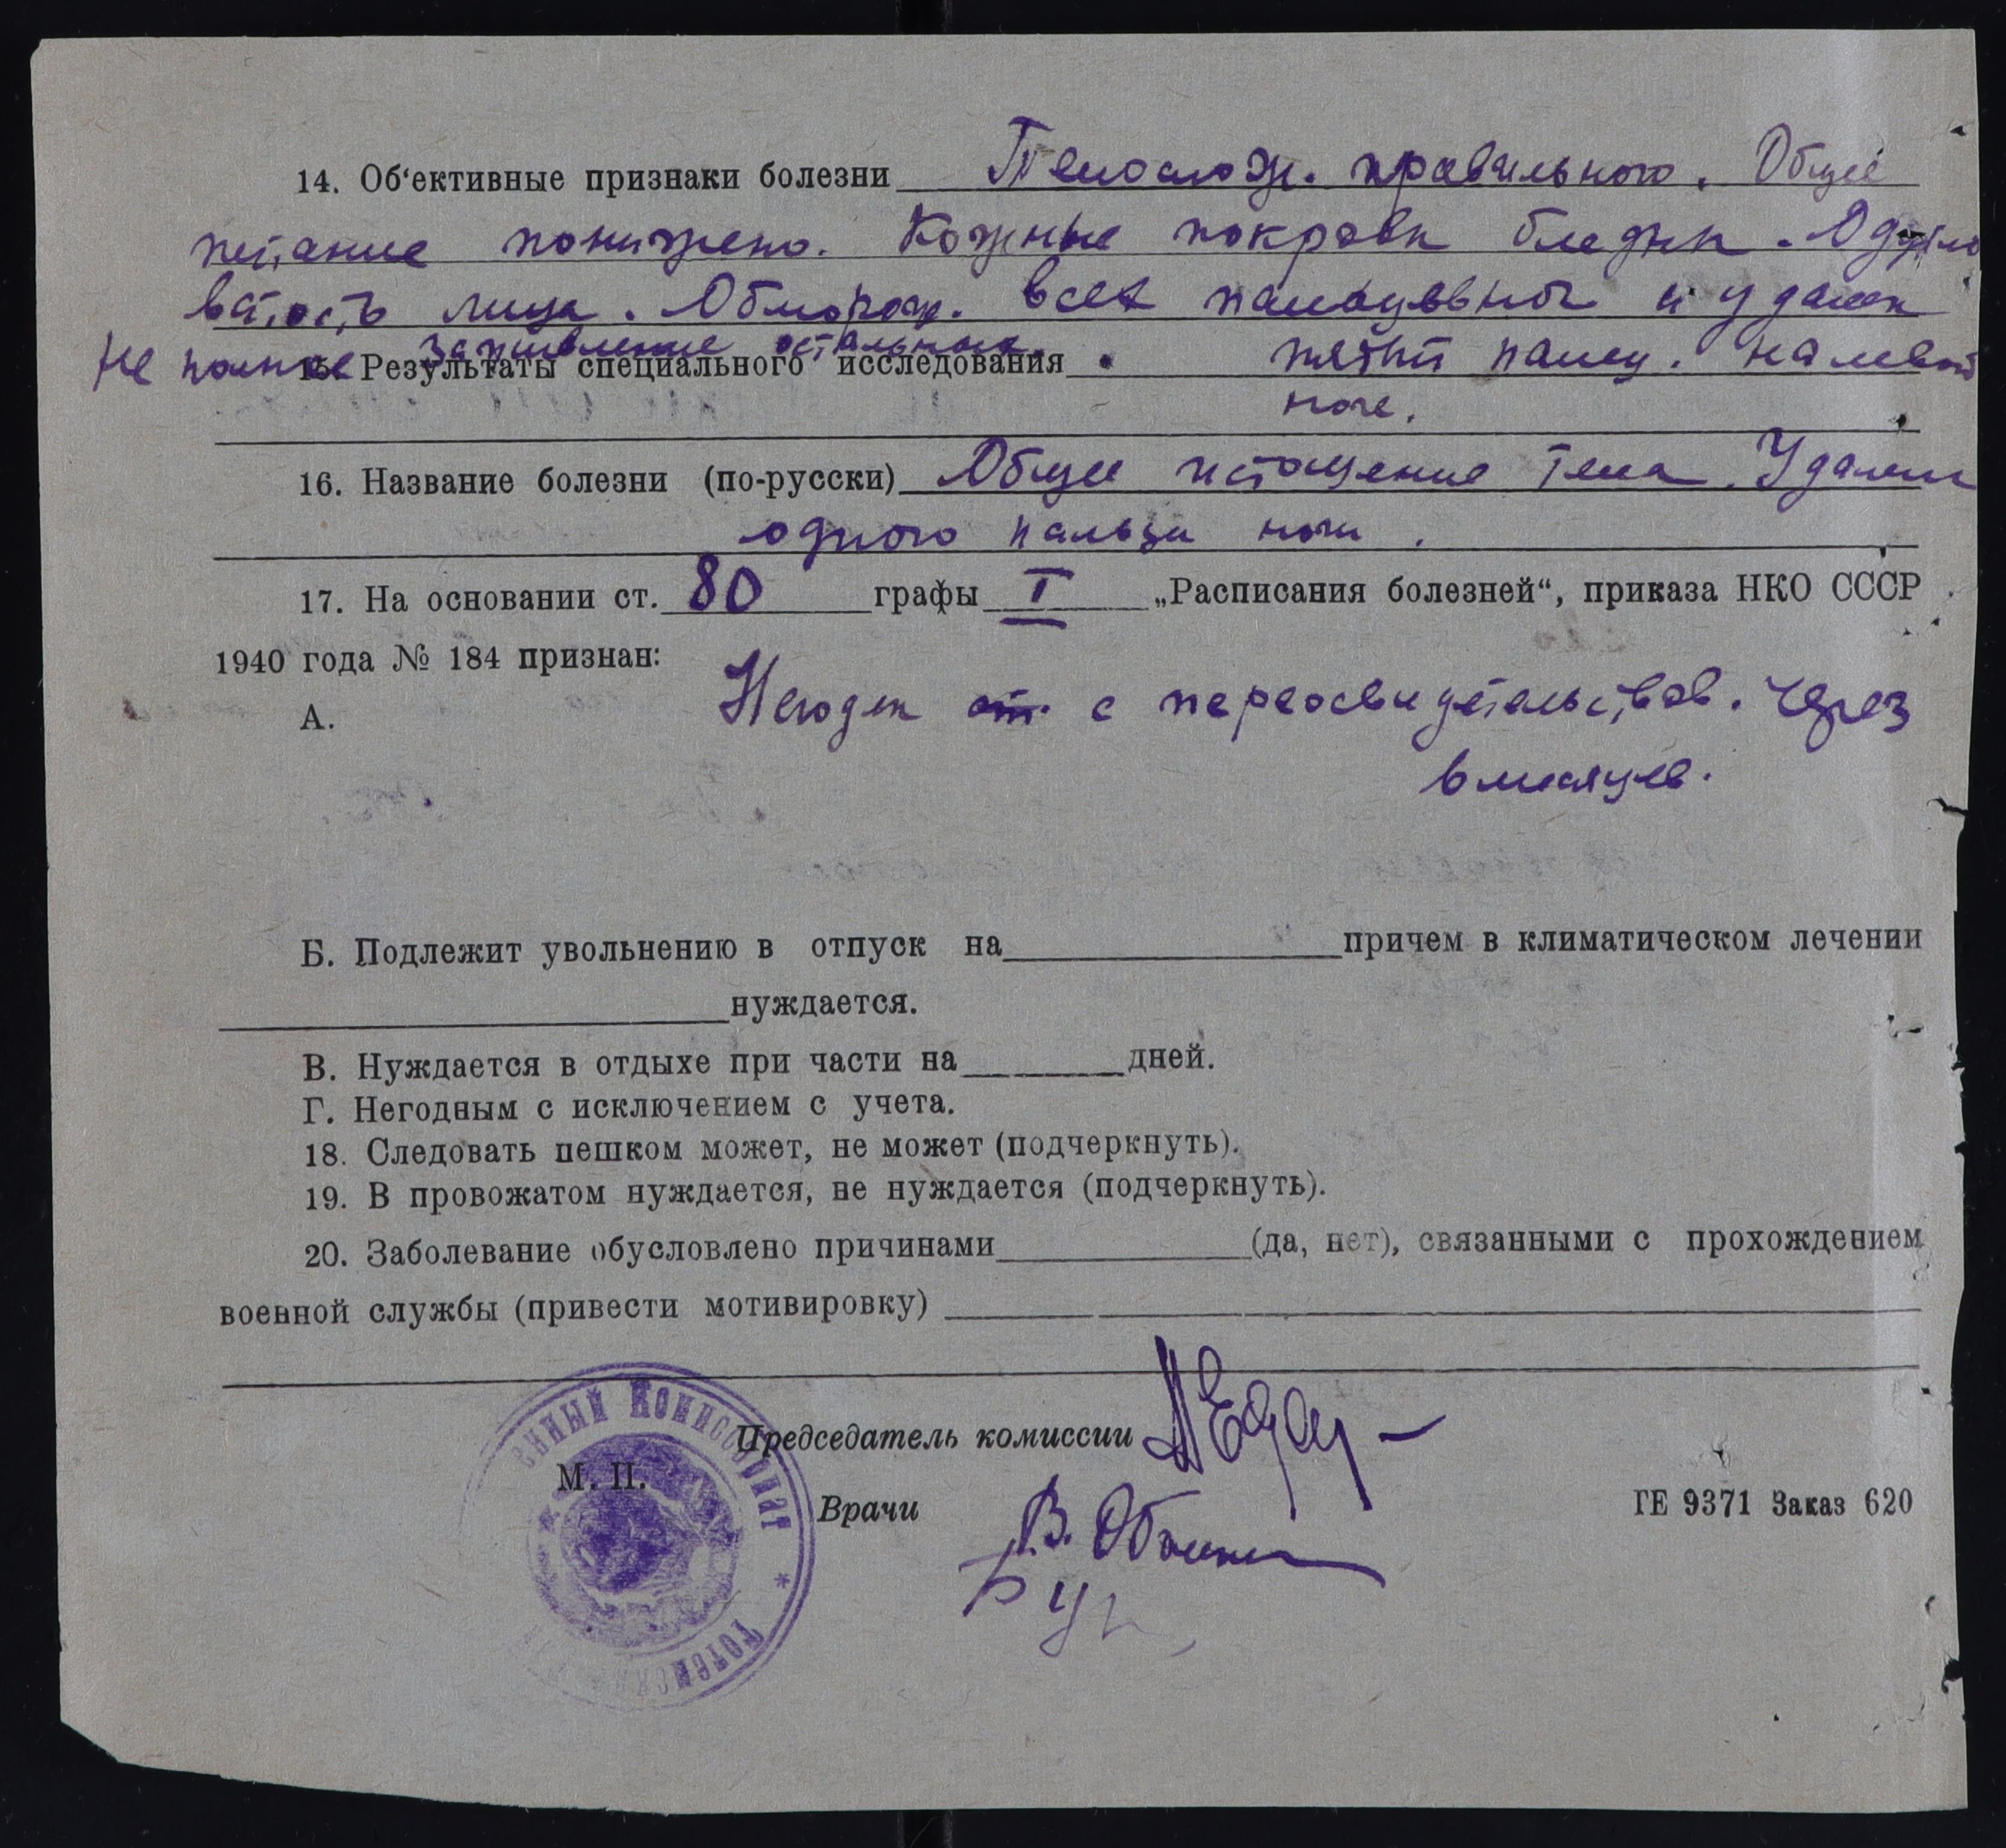 14. Об‘ективные признаки болезни Телослож. правильного. Общее
питание понижено. Кожные покровы бледны. Одутло
ватость лица. Обморож. всех пальцев ног и удален
Не полное заживление остальных. пятый палец. на левой
15. Результаты специального исследования
ноге.
16. Название болезни (по-русски) Общее истощение тела. Удален
одного пальца ноги.
17. На основании ст. 80 графы I „Расписания болезней“, приказа НКО СССР
1940 года № 184 признан:
А. Негоден с переосвидетельствов. через
6 месяцев.
Б. Подлежит увольнению в отпуск на причем в климатическом лечении
нуждается.
В. Нуждается в отдыхе при части на дней.
Г. Негодным с исключением с учета.
18. Следовать пешком может, не может (подчеркнуть).
19. В провожатом нуждается, не нуждается (подчеркнуть).
20. Заболевание обусловлено причинами (да, нет), связанными с прохождением
военной службы (привести мотивировку)
Председатель комиссии
М. П.
Врачи
ГЕ 9371 Заказ 620